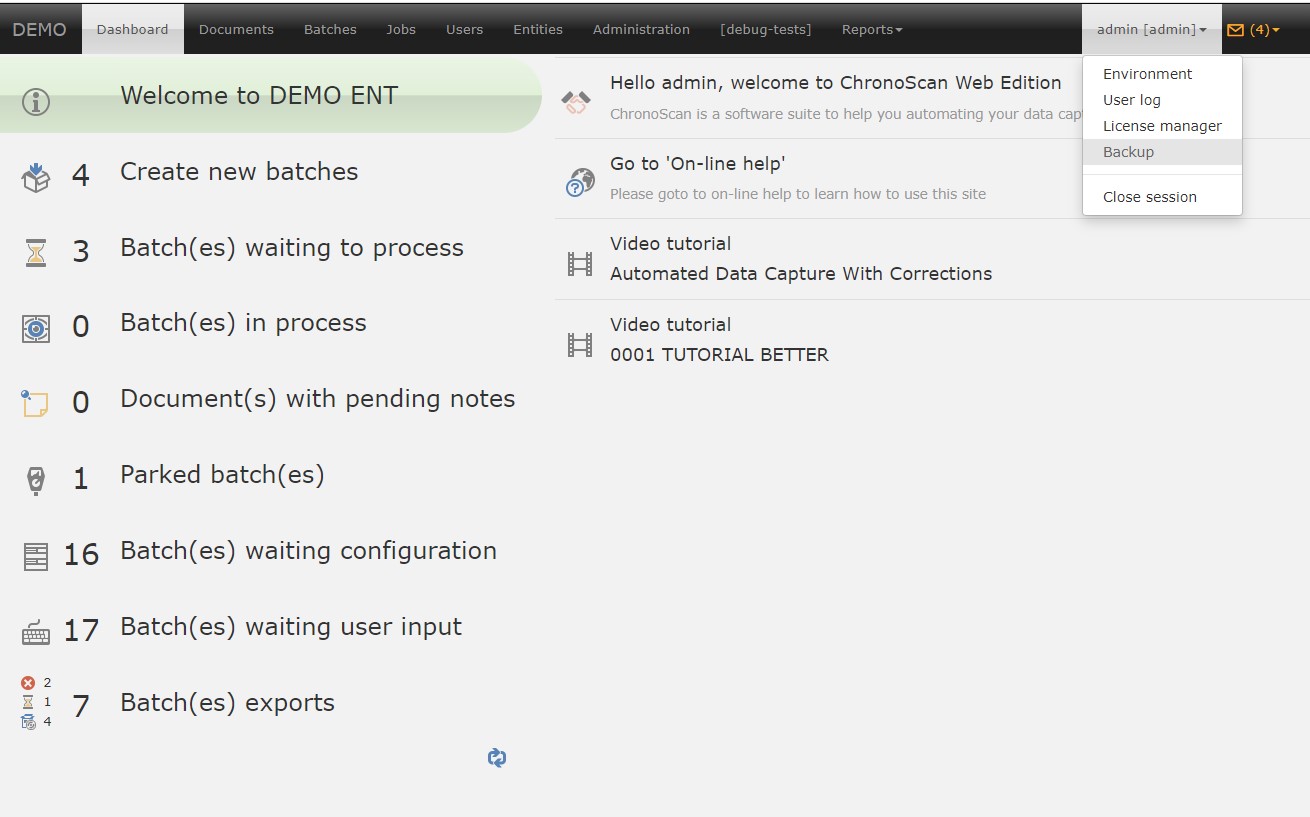 DEMO Dashboard Documents Batches Jobs Users Entities Administration [debug-tests] Reports admin [admin] (4)
Environment
User log
License manager
Backup
Close session
Welcome to DEMO ENT
4 Create new batches
3 Batch(es) waiting to process
0 Batch(es) in process
0 Document(s) with pending notes
1 Parked batch(es)
16 Batch(es) waiting configuration
17 Batch(es) waiting user input
2
1
4
7 Batch(es) exports
Hello admin, welcome to ChronoScan Web Edition
ChronoScan is a software suite to help you automating your data
Go to 'On-line help'
Please goto to on-line help to learn how to use this site
Video tutorial
Automated Data Capture With Corrections
Video tutorial
0001 TUTORIAL BETTER